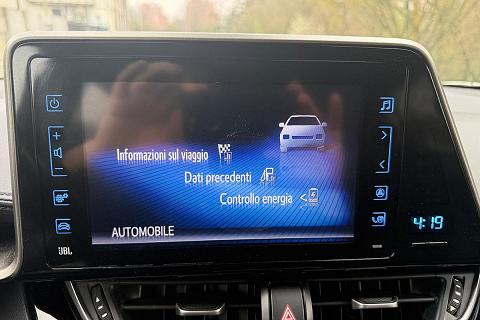 Informazioni sul viaggio
Dati precedenti
Controllo energia
AUTOMOBILE
JBL
4:19